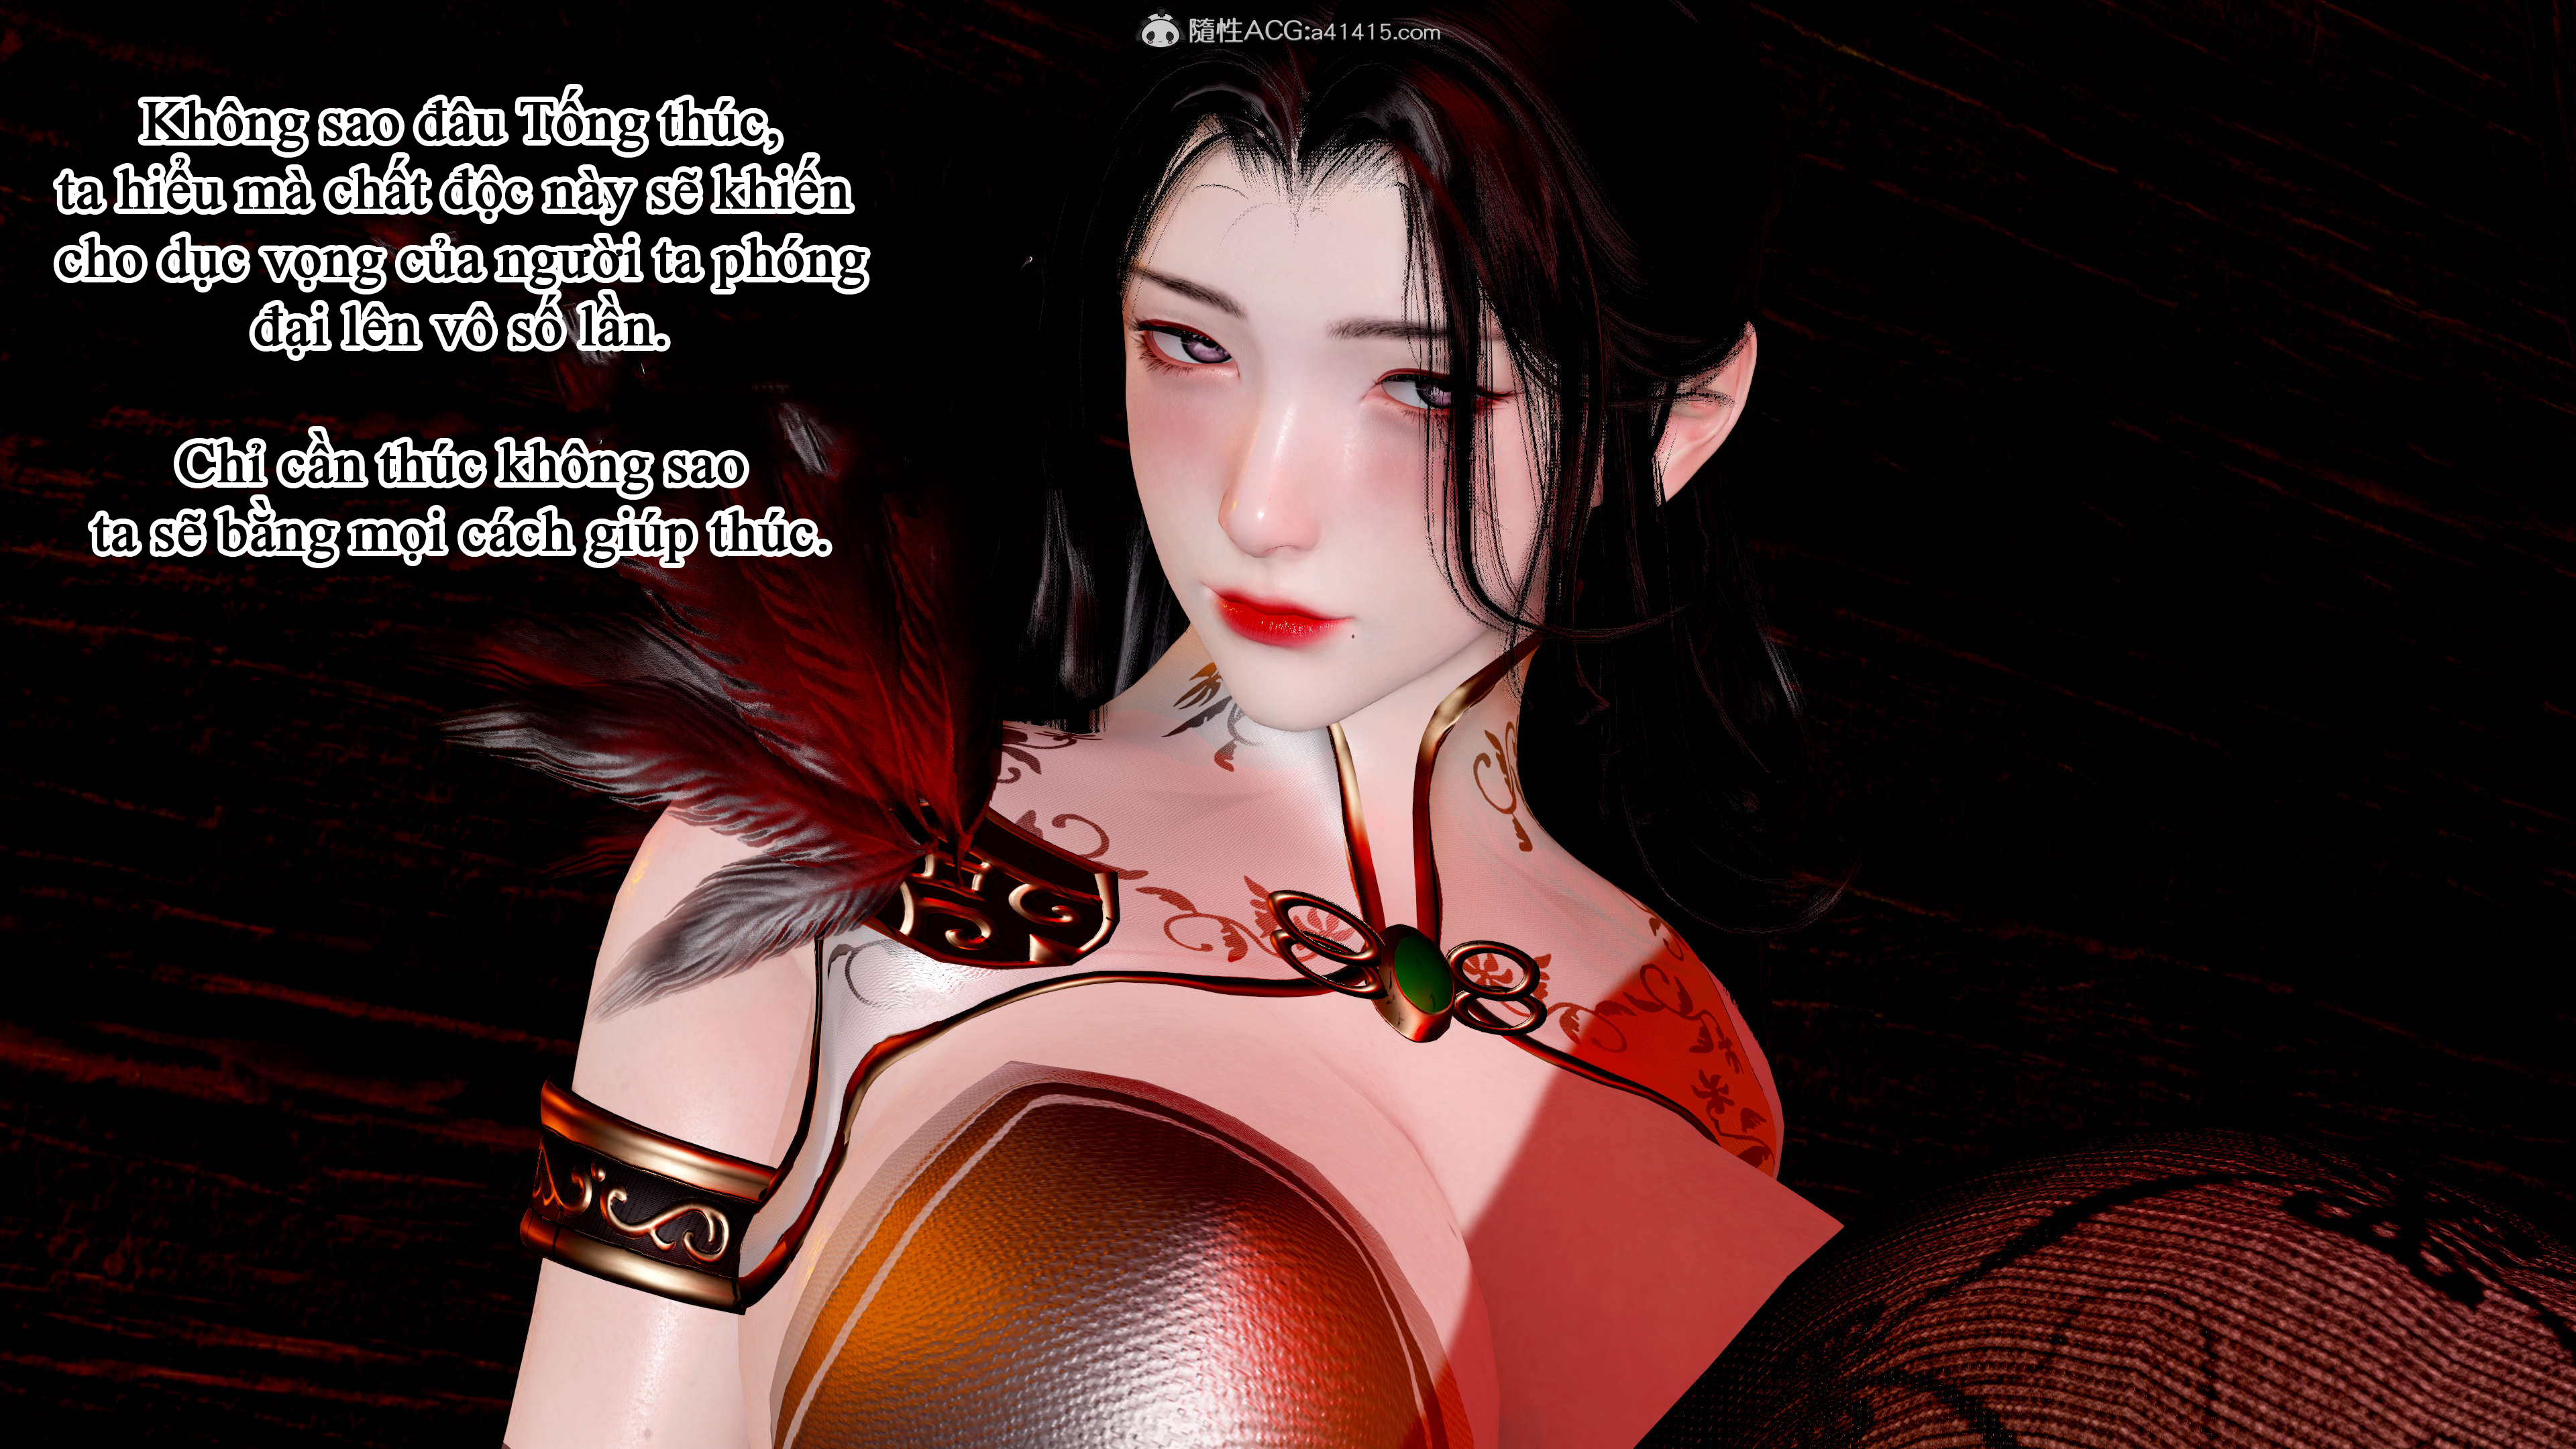 隨性ACG:a41415.com
Không sao đâu Tống thúc,
ta hiểu mà chất độc này sẽ khiến
cho dục vọng của người ta phóng
đại lên vô số lần.
Chỉ cần thúc không sao
ta sẽ bằng mọi cách giúp thúc.